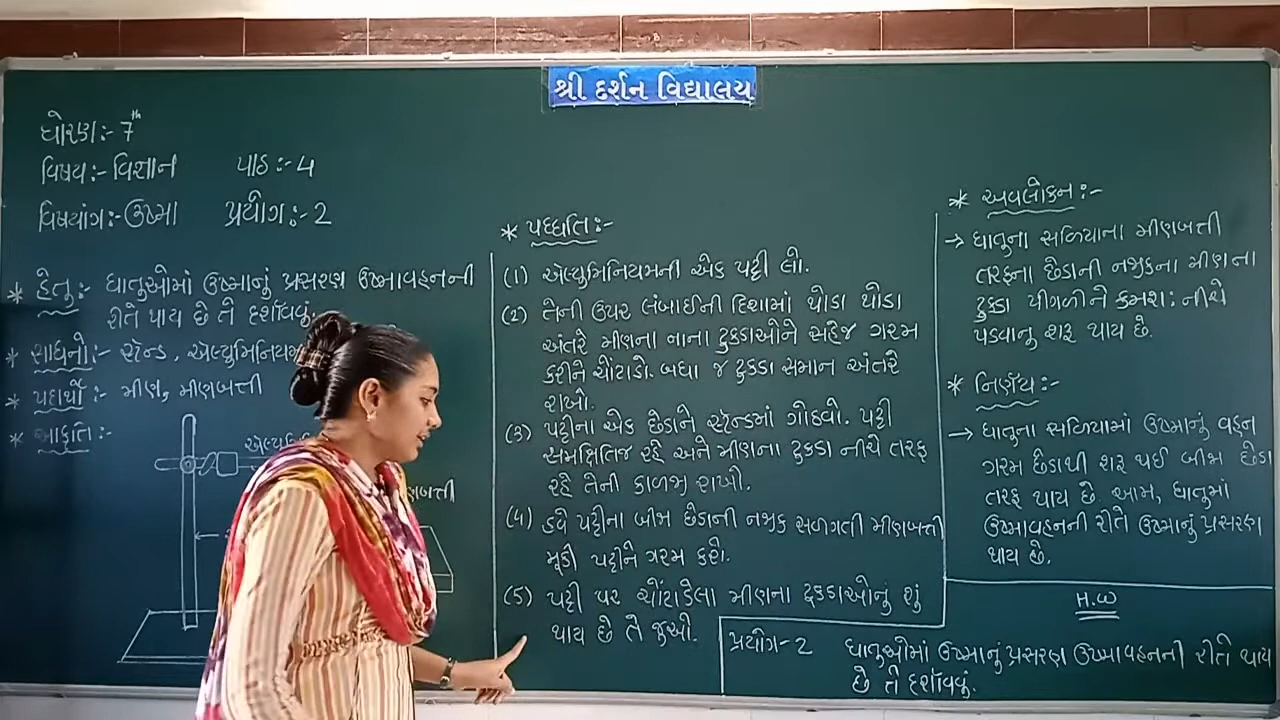 શ્રી દર્શન વિદ્યાલય
ધોરણ:- 7th
વિષય:- વિજ્ઞાન પાઠ:- 4
વિષયાંગ:- ઉષ્મા પ્રયોગ:- 2
* હેતુ:- ધાતુઓમાં ઉષ્માનું પ્રસરણ ઉષ્માવહનની
રીતે થાય છે તે દર્શાવવું.
* સાધનો:- સ્ટેન્ડ, એલ્યુમિનિયમ
* પદાર્થો:- મીણ, મીણબત્તી
* આકૃતિ:-
* પધ્ધતિ:-
(1) એલ્યુમિનિયમની એક પટ્ટી લો.
(2) તેની ઉપર લંબાઈની દિશામાં થોડા થોડા
અંતરે મીણના નાના ટુકડાઓને સહેજ ગરમ
કરીને ચોંટાડો. બધા જ ટુકડા સમાન અંતરે
રાખો.
(3) પટ્ટીના એક છેડાને સ્ટેન્ડમાં ગોઠવો. પટ્ટી
સમક્ષિતિજ રહે અને મીણના ટુકડા નીચે તરફ
રહે તેની કાળજી રાખો.
(4) હવે પટ્ટીના બીજા છેડાની નજીક સળગતી મીણબત્તી
મૂકી પટ્ટીને ગરમ કરો.
(5) પટ્ટી પર ચોંટાડેલા મીણના ટુકડાઓનું શું
થાય છે તે જુઓ.
* અવલોકન:-
→ ધાતુના સળિયાના મીણબત્તી
તરફના છેડાની નજીકના મીણના
ટુકડા પીગળીને ક્રમશ: નીચે
પડવાનુ શરૂ થાય છે.
* નિર્ણય:-
→ ધાતુના સળિયામાં ઉષ્માનું વહન
ગરમ છેડાથી શરૂ થઈ બીજા છેડા
તરફ થાય છે. આમ, ધાતુમાં
ઉષ્માવહનની રીતે ઉષ્માનું પ્રસરણ
થાય છે.
H.W
પ્રયોગ-2 ધાતુઓમાં ઉષ્માનું પ્રસરણ ઉષ્માવહનની રીતે થાય
છે તે દર્શાવવું.